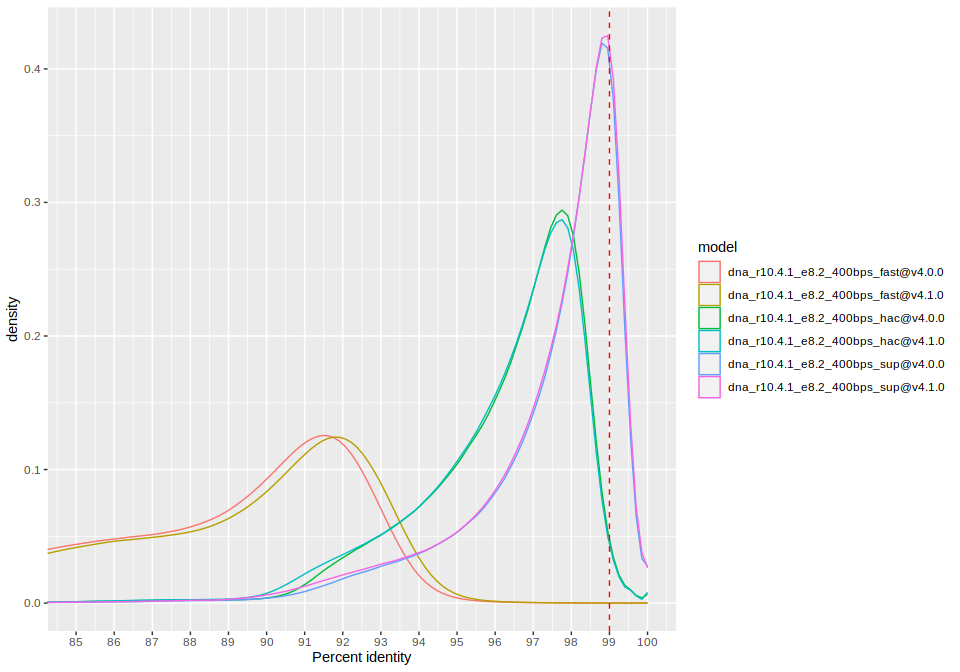 density
0.4
0.3
0.2
0.1
0.0
85 86 87 88 89 90 91 92 93 94 95 96 97 98 99 100
Percent identity
model
dna_r10.4.1_e8.2_400bps_fast@v4.0.0
dna_r10.4.1_e8.2_400bps_fast@v4.1.0
dna_r10.4.1_e8.2_400bps_hac@v4.0.0
dna_r10.4.1_e8.2_400bps_hac@v4.1.0
dna_r10.4.1_e8.2_400bps_sup@v4.0.0
dna_r10.4.1_e8.2_400bps_sup@v4.1.0